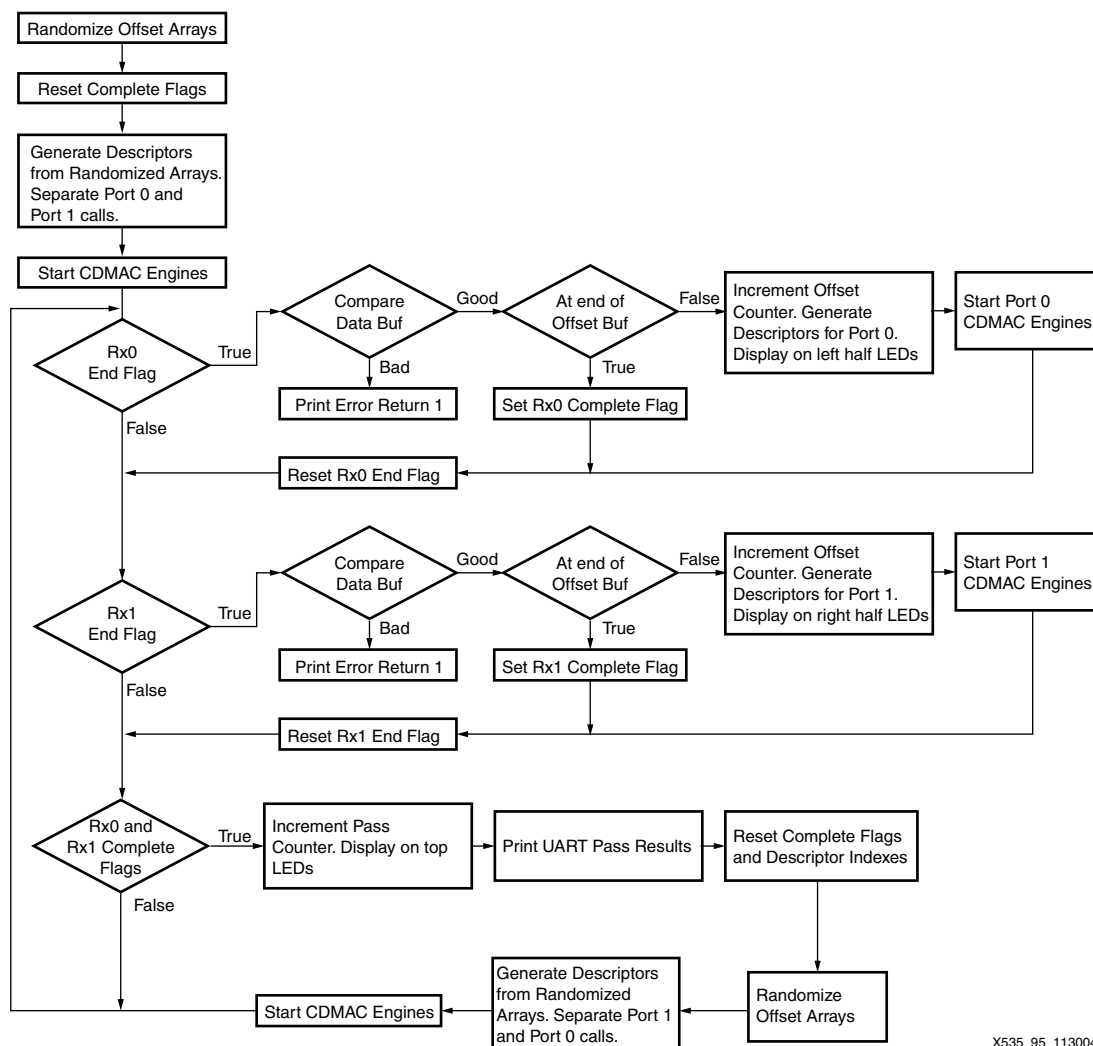 Randomize Offset Arrays
Reset Complete Flags
Generate Descriptors
from Randomized Arrays.
Separate Port 0 and
Port 1 calls.
Start CDMAC Engines
Rx0
End Flag
True
False
Compare
Data Buf
Good
Bad
Print Error Return 1
At end of
Offset Buf
False
True
Set Rx0 Complete Flag
Increment Offset
Counter. Generate
Descriptors for Port 0.
Display on left half LEDs
Start Port 0
CDMAC Engines
Reset Rx0 End Flag
Rx1
End Flag
True
False
Compare
Data Buf
Good
Bad
Print Error Return 1
At end of
Offset Buf
False
True
Set Rx1 Complete Flag
Increment Offset
Counter. Generate
Descriptors for Port 1.
Display on right half LEDs
Start Port 1
CDMAC Engines
Reset Rx1 End Flag
Rx0 and
Rx1 Complete
Flags
True
False
Increment Pass
Counter. Display on top
LEDs
Print UART Pass Results
Reset Complete Flags
and Descriptor Indexes
Randomize
Offset Arrays
Generate Descriptors
from Randomized
Arrays. Separate Port 1
and Port 0 calls.
Start CDMAC Engines
X535_95_113004